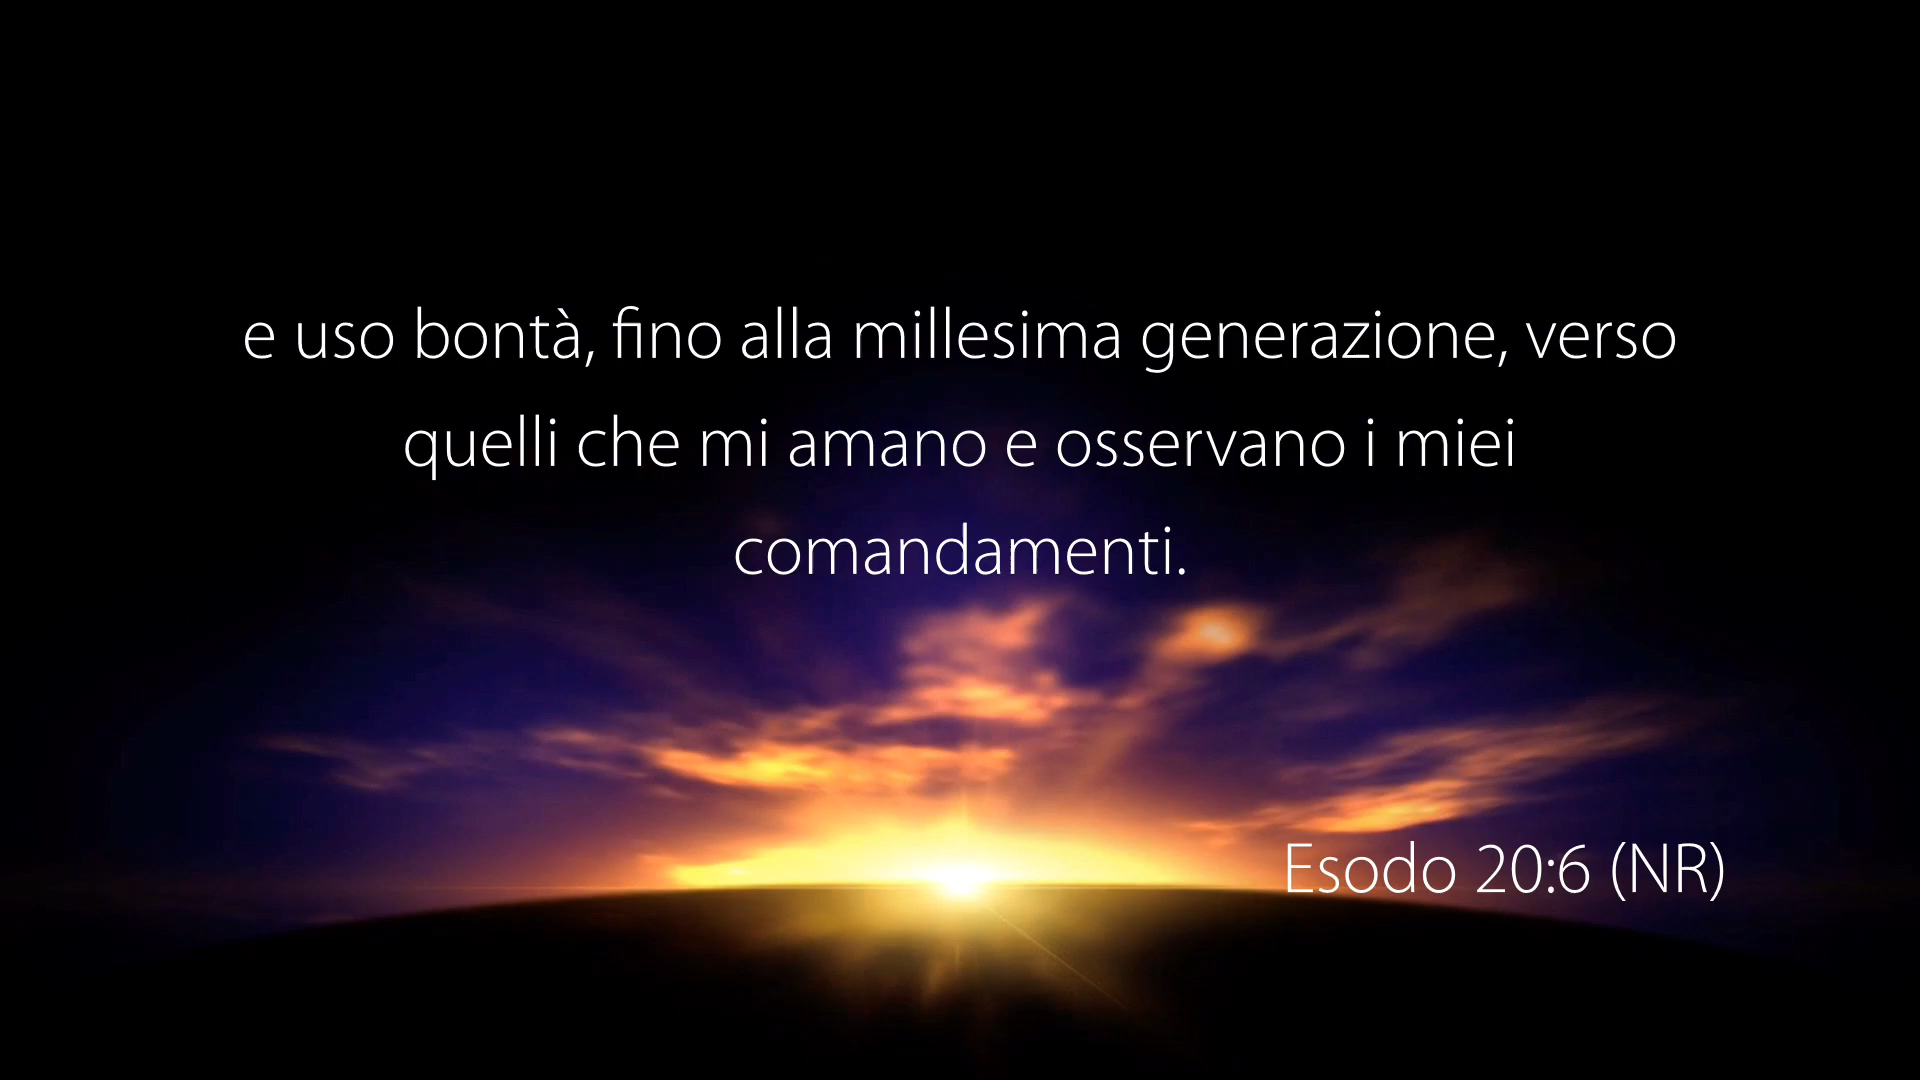 e uso bontà, fino alla millesima generazione, verso
quelli che mi amano e osservano i miei
comandamenti.
Esodo 20:6 (NR)